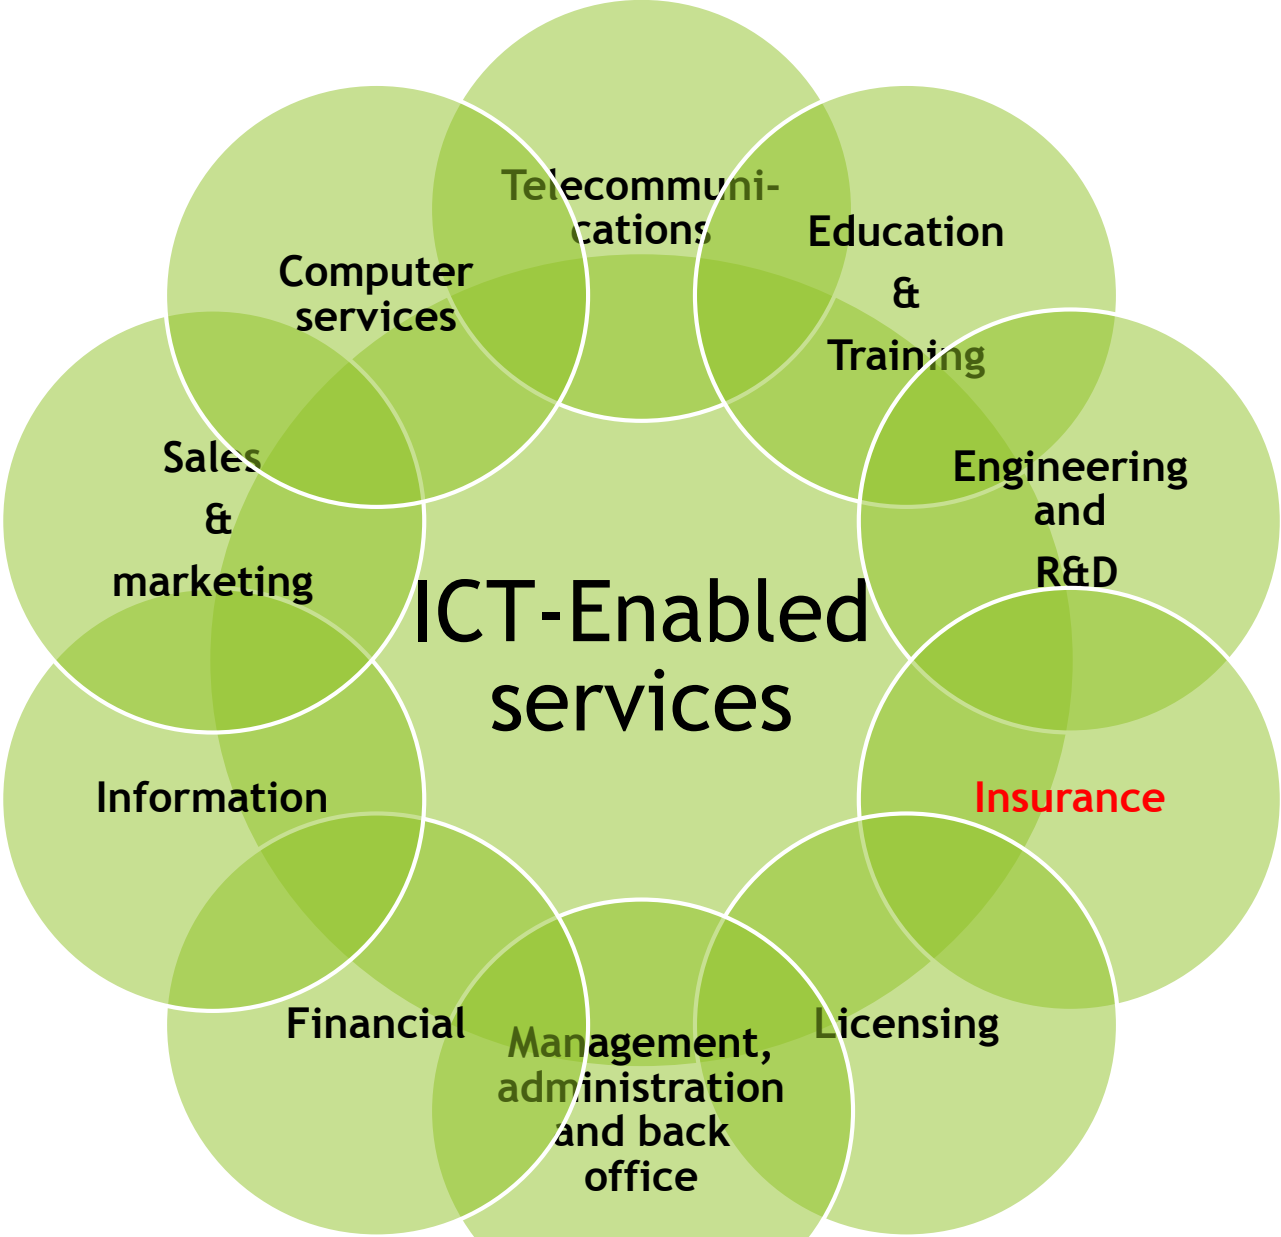 Telecommuni-
cations
Education
&
Training
Engineering
and
R&D
Insurance
Licensing
Management,
administration
and back
office
Financial
Information
Sales
&
marketing
Computer
services
ICT-Enabled
services